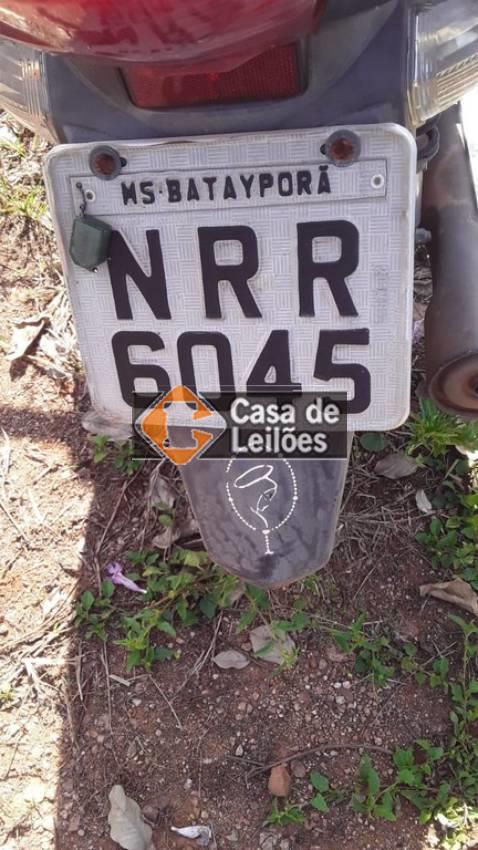 MS·BATAYPORÃ
NRR
6045
Casa de
Leilões